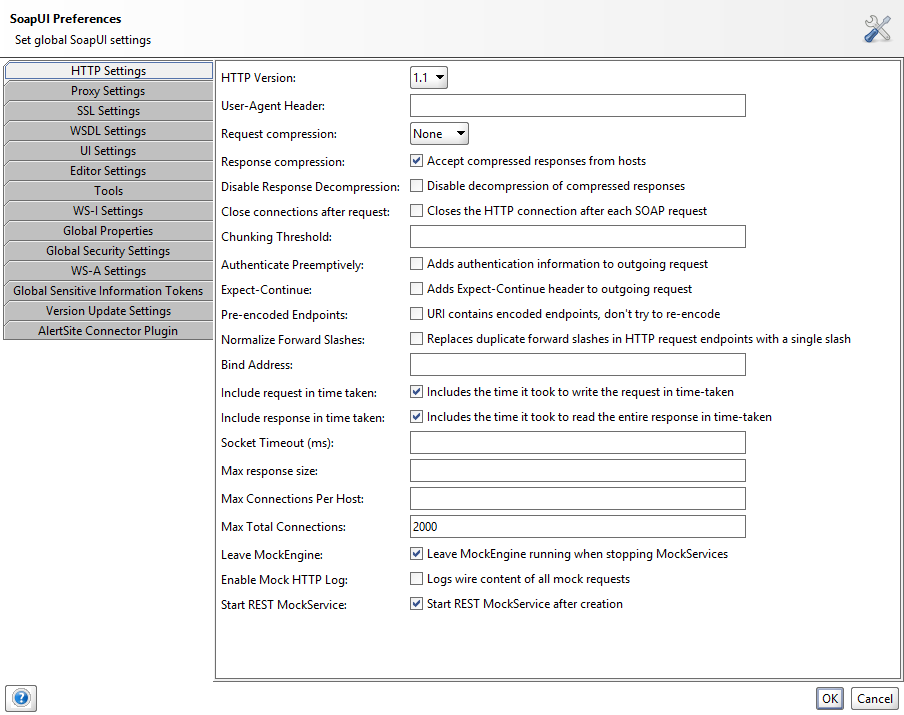 SoapUI Preferences
Set global SoapUI settings
HTTP Settings
Proxy Settings
SSL Settings
WSDL Settings
UI Settings
Editor Settings
Tools
WS-I Settings
Global Properties
Global Security Settings
WS-A Settings
Global Sensitive Information Tokens
Version Update Settings
AlertSite Connector Plugin
HTTP Version: 1.1
User-Agent Header:
Request compression: None
Response compression: Accept compressed responses from hosts
Disable Response Decompression: Disable decompression of compressed responses
Close connections after request: Closes the HTTP connection after each SOAP request
Chunking Threshold:
Authenticate Preemptively: Adds authentication information to outgoing request
Expect-Continue: Adds Expect-Continue header to outgoing request
Pre-encoded Endpoints: URI contains encoded endpoints, don't try to re-encode
Normalize Forward Slashes: Replaces duplicate forward slashes in HTTP request endpoints with a single slash
Bind Address:
Include request in time taken: Includes the time it took to write the request in time-taken
Include response in time taken: Includes the time it took to read the entire response in time-taken
Socket Timeout (ms):
Max response size:
Max Connections Per Host:
Max Total Connections: 2000
Leave MockEngine: Leave MockEngine running when stopping MockServices
Enable Mock HTTP Log: Logs wire content of all mock requests
Start REST MockService: Start REST MockService after creation
?
OK Cancel